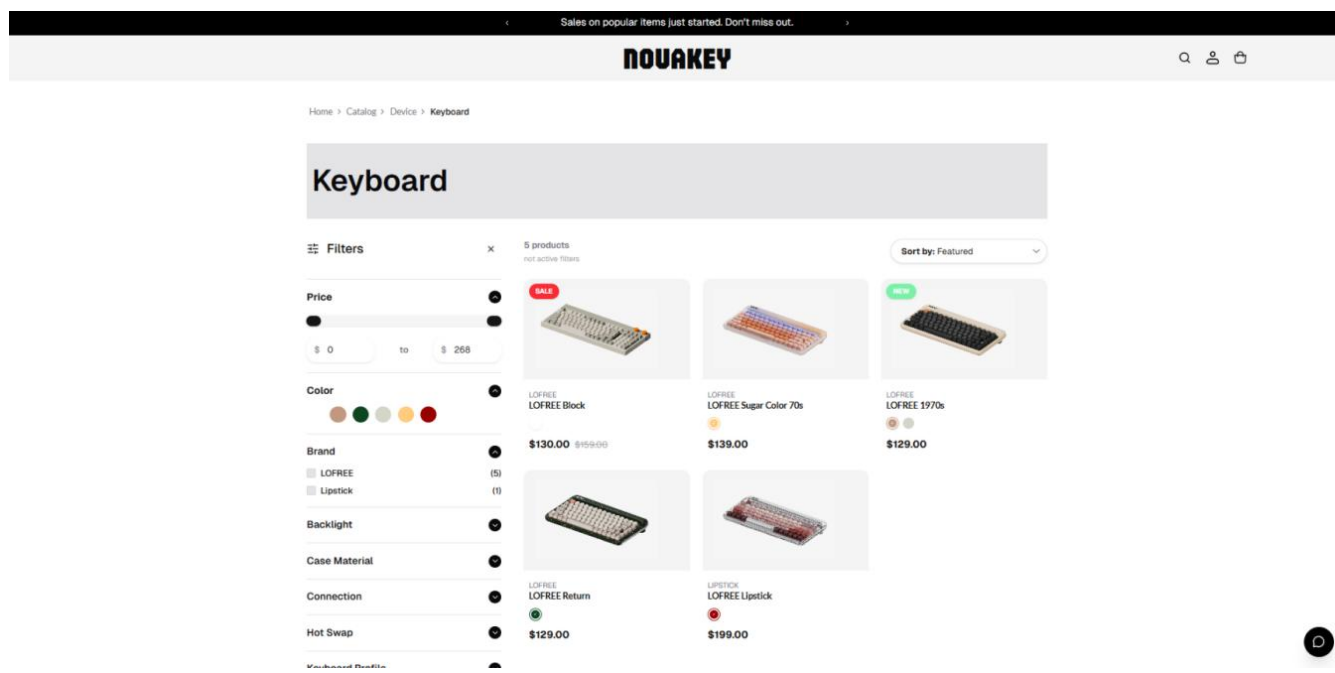 Sales on popular items just started. Don't miss out.
NOVAKEY
Home > Catalog > Device > Keyboard
Keyboard
Filters
5 products
not active filters
Sort by: Featured
Price
$ 0 to $ 268
Color
Brand
LOFREE (5)
Lipstick (1)
Backlight
Case Material
Connection
Hot Swap
Keyboard Profile
SALE
LOFREE
LOFREE Block
$130.00 $159.00
LOFREE
LOFREE Sugar Color 70s
$139.00
NEW
LOFREE
LOFREE 1970s
$129.00
LOFREE
LOFREE Return
$129.00
LIPSTICK
LOFREE Lipstick
$199.00